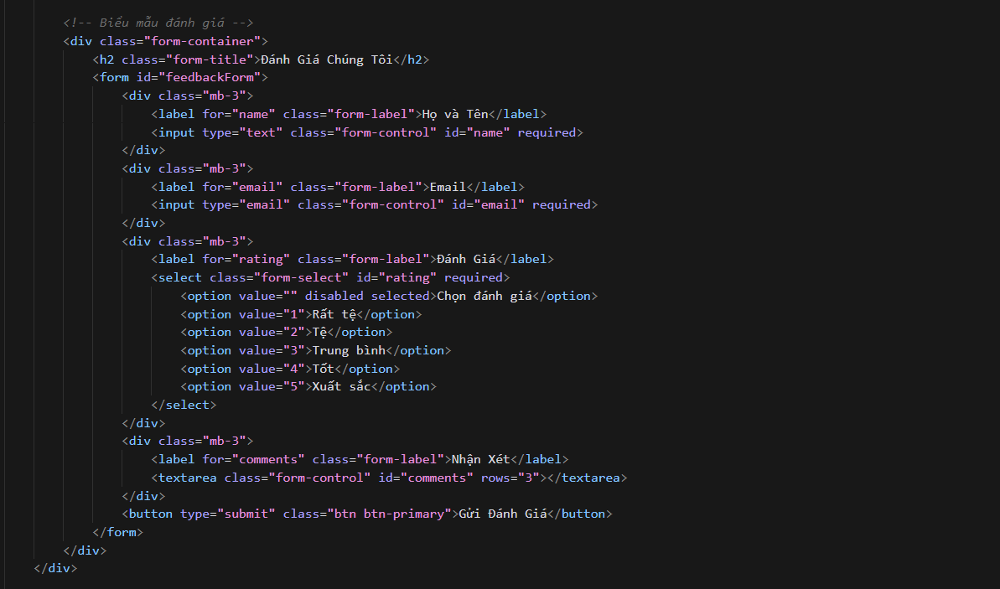 <!-- Biểu mẫu đánh giá -->
<div class="form-container">
<h2 class="form-title">Đánh Giá Chúng Tôi</h2>
<form id="feedbackForm">
<div class="mb-3">
<label for="name" class="form-label">Họ và Tên</label>
<input type="text" class="form-control" id="name" required>
</div>
<div class="mb-3">
<label for="email" class="form-label">Email</label>
<input type="email" class="form-control" id="email" required>
</div>
<div class="mb-3">
<label for="rating" class="form-label">Đánh Giá</label>
<select class="form-select" id="rating" required>
<option value="" disabled selected>Chọn đánh giá</option>
<option value="1">Rất tệ</option>
<option value="2">Tệ</option>
<option value="3">Trung bình</option>
<option value="4">Tốt</option>
<option value="5">Xuất sắc</option>
</select>
</div>
<div class="mb-3">
<label for="comments" class="form-label">Nhận Xét</label>
<textarea class="form-control" id="comments" rows="3"></textarea>
</div>
<button type="submit" class="btn btn-primary">Gửi Đánh Giá</button>
</form>
</div>
</div>